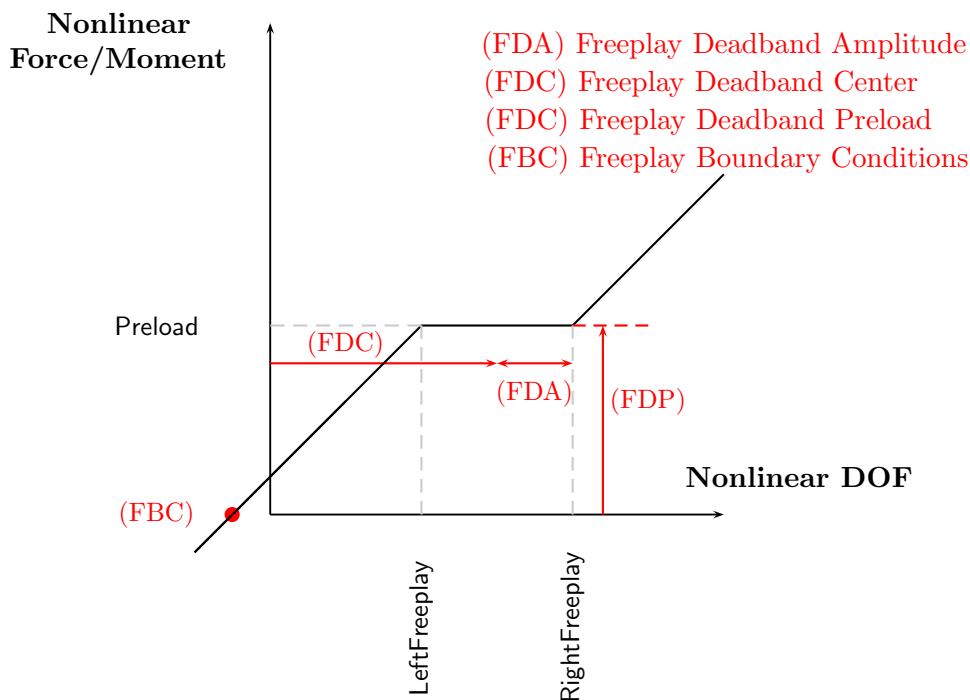 Nonlinear
Force/Moment
(FDA) Freeplay Deadband Amplitude
(FDC) Freeplay Deadband Center
(FDC) Freeplay Deadband Preload
(FBC) Freeplay Boundary Conditions
Preload
(FDC)
(FDA)
(FDP)
Nonlinear DOF
(FBC)
LeftFreeplay
RightFreeplay